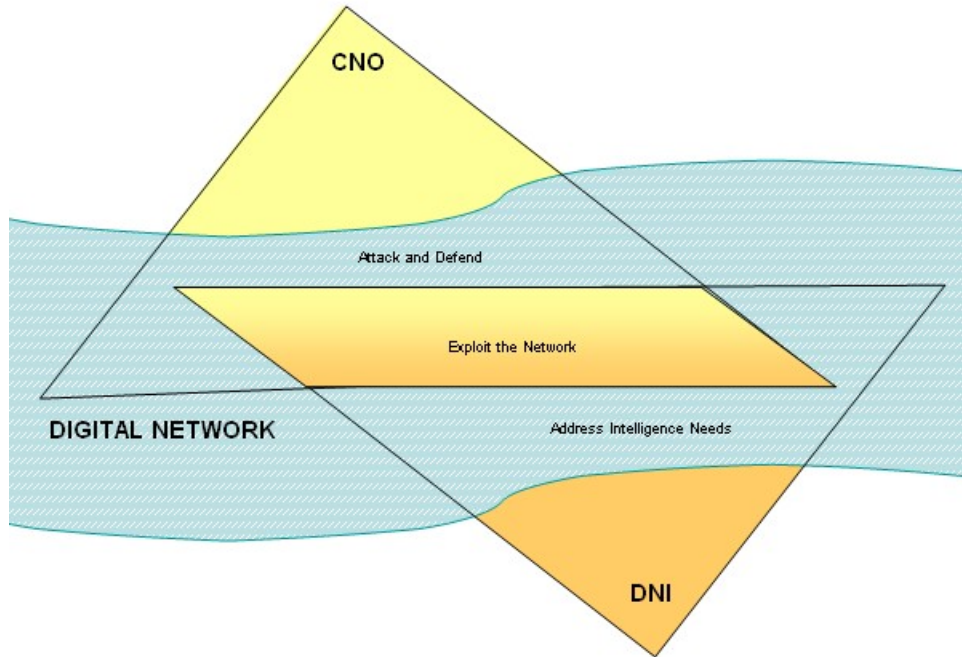 CNO
Attack and Defend
Exploit the Network
DIGITAL NETWORK
Address Intelligence Needs
DNI